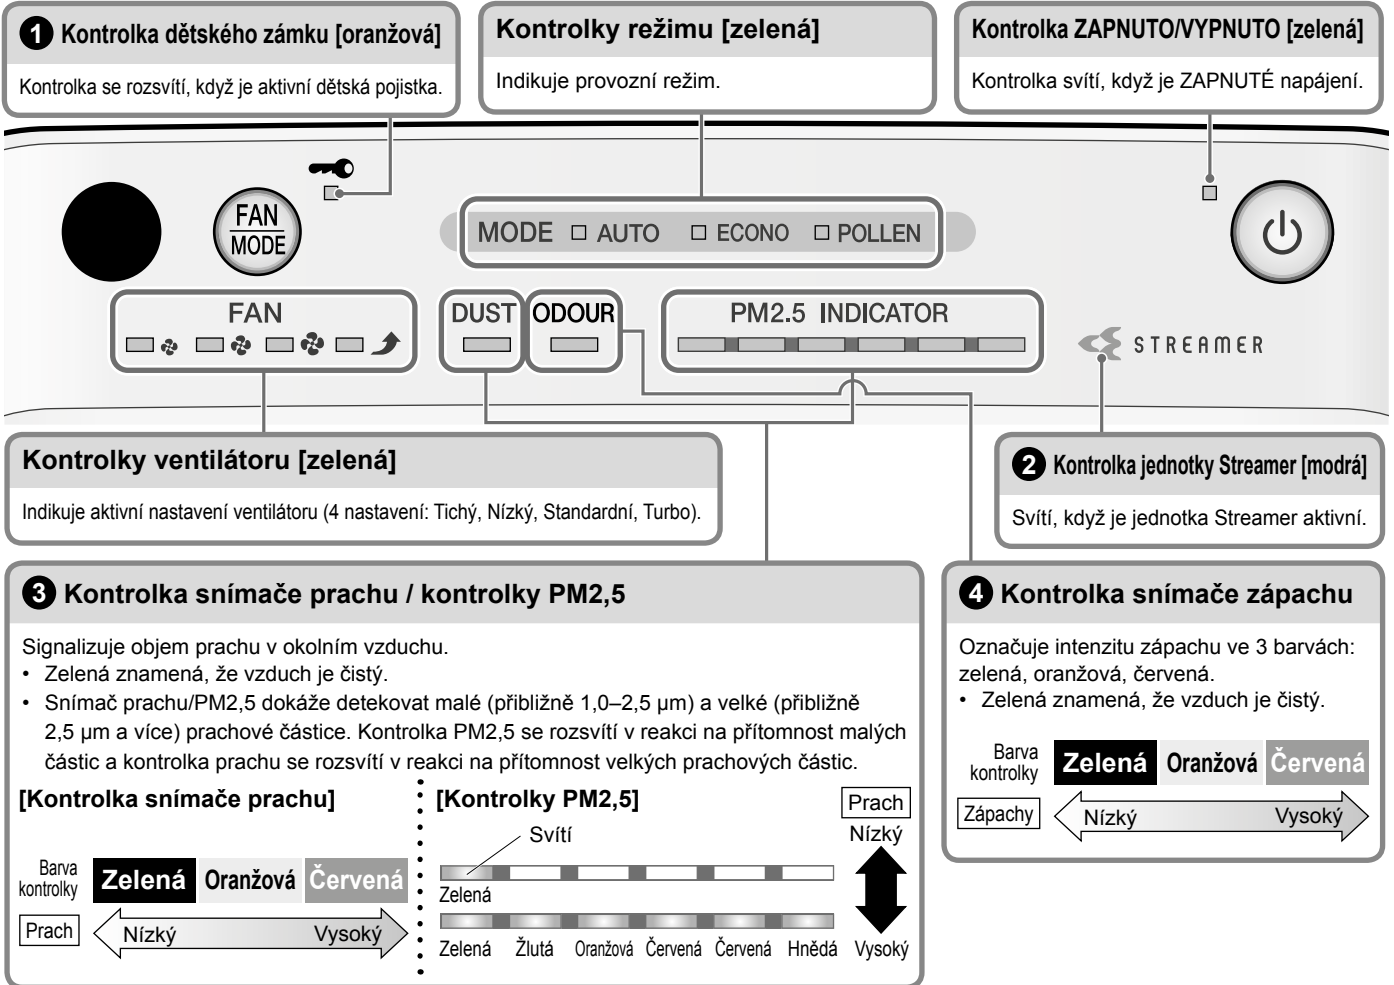 1 Kontrolka dětského zámku [oranžová]
Kontrolka se rozsvítí, když je aktivní dětská pojistka.
Kontrolky režimu [zelená]
Indikuje provozní režim.
Kontrolka ZAPNUTO/VYPNUTO [zelená]
Kontrolka svítí, když je ZAPNUTÉ napájení.
FAN
MODE
MODE AUTO ECONO POLLEN
FAN
DUST
ODOUR
PM2.5 INDICATOR
STREAMER
Kontrolky ventilátoru [zelená]
Indikuje aktivní nastavení ventilátoru (4 nastavení: Tichý, Nízký, Standardní, Turbo).
2 Kontrolka jednotky Streamer [modrá]
Svítí, když je jednotka Streamer aktivní.
3 Kontrolka snímače prachu / kontrolky PM2,5
Signalizuje objem prachu v okolním vzduchu.
• Zelená znamená, že vzduch je čistý.
• Snímač prachu/PM2,5 dokáže detekovat malé (přibližně 1,0–2,5 μm) a velké (přibližně
2,5 μm a více) prachové částice. Kontrolka PM2,5 se rozsvítí v reakci na přítomnost malých
částic a kontrolka prachu se rozsvítí v reakci na přítomnost velkých prachových částic.
[Kontrolka snímače prachu]
Barva
kontrolky
Zelená Oranžová Červená
Prach
Nízký Vysoký
[Kontrolky PM2,5]
Svítí
Zelená
Zelená Žlutá Oranžová Červená Červená Hnědá
Prach
Nízký
Vysoký
4 Kontrolka snímače zápachu
Označuje intenzitu zápachu ve 3 barvách:
zelená, oranžová, červená.
• Zelená znamená, že vzduch je čistý.
Barva
kontrolky
Zelená Oranžová Červená
Zápachy
Nízký Vysoký